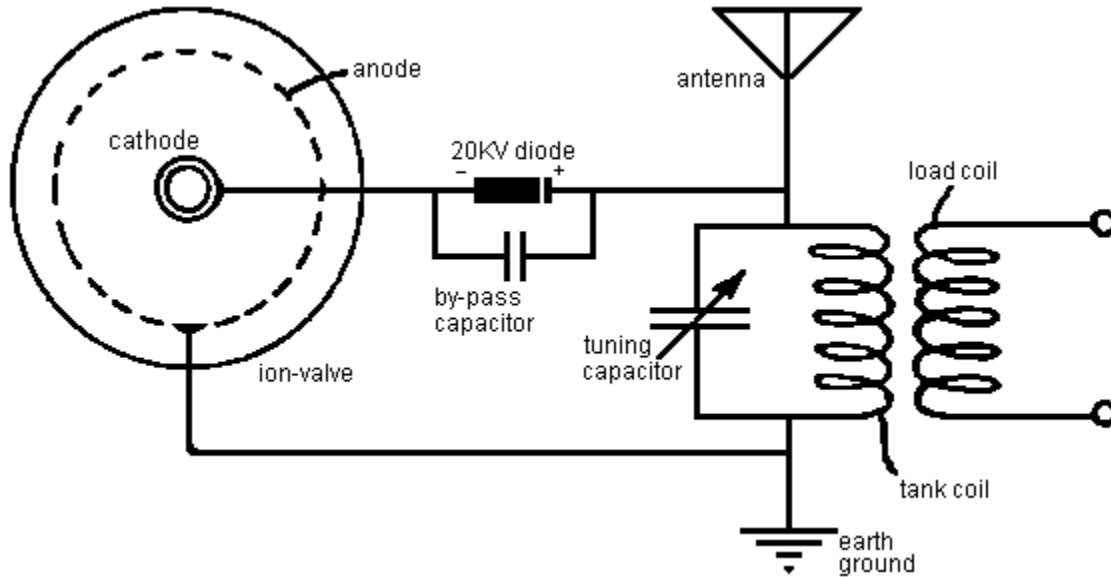 anode
antenna
cathode
20KV diode
- +
load coil
by-pass
capacitor
tuning
capacitor
ion-valve
tank coil
earth
ground